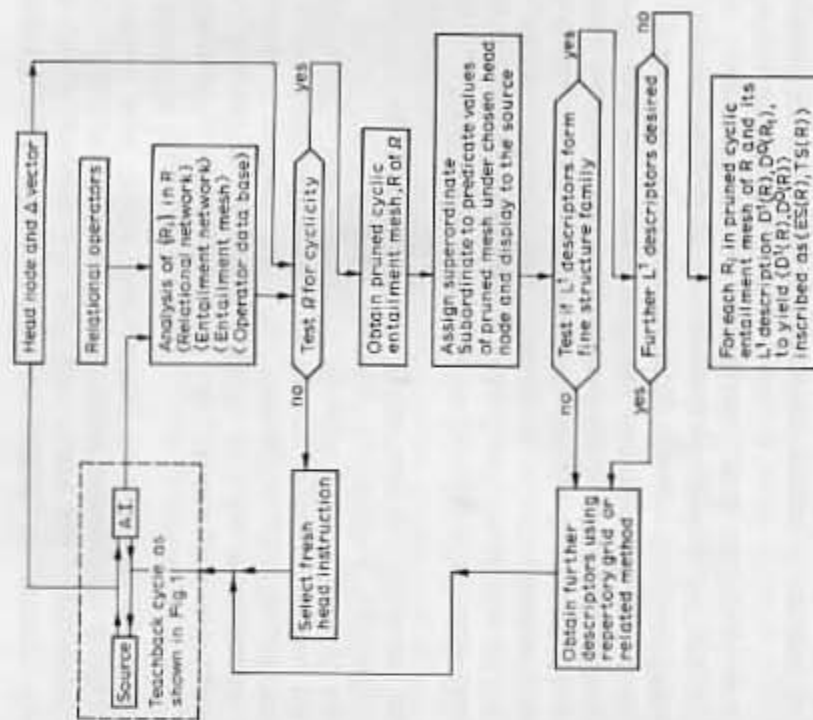 Head node and Δ vector
Relational operators
Source
A.I.
Teachback cycle as
shown in Fig. 1
Analysis of {Rᵢ} in R
(Relational network)
(Entailment network)
(Entailment mesh)
(Operator data base)
Test R for cyclicity
no
yes
Select fresh
head instruction
Obtain pruned cyclic
entailment mesh, R of R
Assign superordinate
Subordinate to predicate values
of pruned mesh under chosen head
node and display to the source
Test if L¹ descriptors form
fine structure family
no
yes
Further L¹ descriptors desired
yes
no
Obtain further
descriptors using
repertory grid or
related method
For each Rᵢ in pruned cyclic
entailment mesh of R and its
L¹ description D¹(R), D⁰(Rᵢ),
to yield (D¹(R), D⁰(R))
inscribed as (ES(R), TS(R))